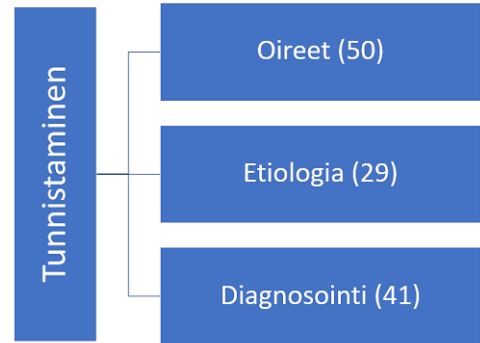 Tunnistaminen
Oireet (50)
Etiologia (29)
Diagnosointi (41)